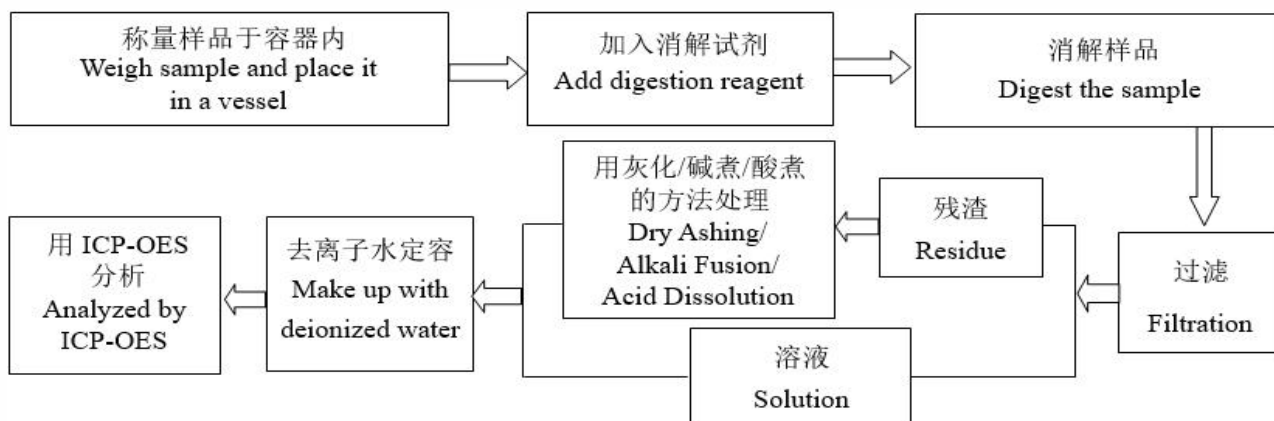 称量样品于容器内
Weigh sample and place it
in a vessel
加入消解试剂
Add digestion reagent
消解样品
Digest the sample
过滤
Filtration
残渣
Residue
用灰化/碱煮/酸煮
的方法处理
Dry Ashing/
Alkali Fusion/
Acid Dissolution
溶液
Solution
去离子水定容
Make up with
deionized water
用 ICP-OES
分析
Analyzed by
ICP-OES